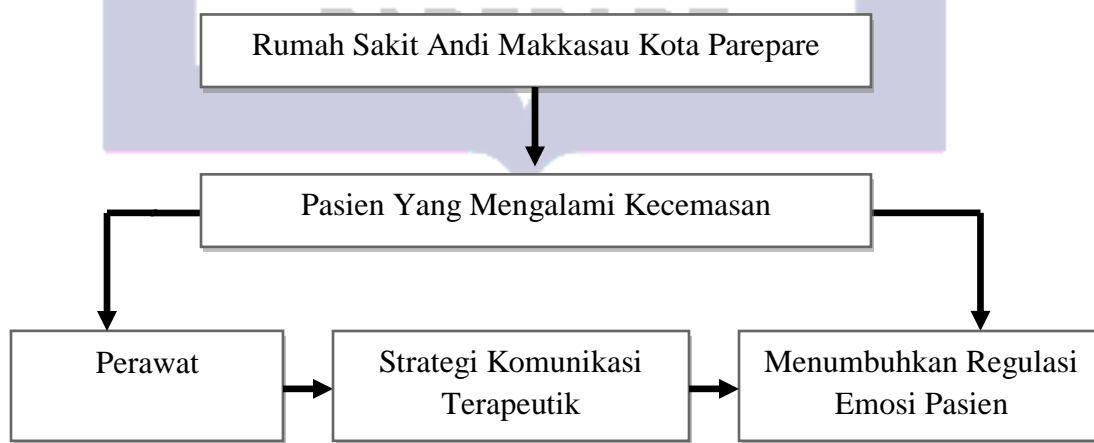 Rumah Sakit Andi Makkasau Kota Parepare
Pasien Yang Mengalami Kecemasan
Perawat
Strategi Komunikasi
Terapeutik
Menumbuhkan Regulasi
Emosi Pasien